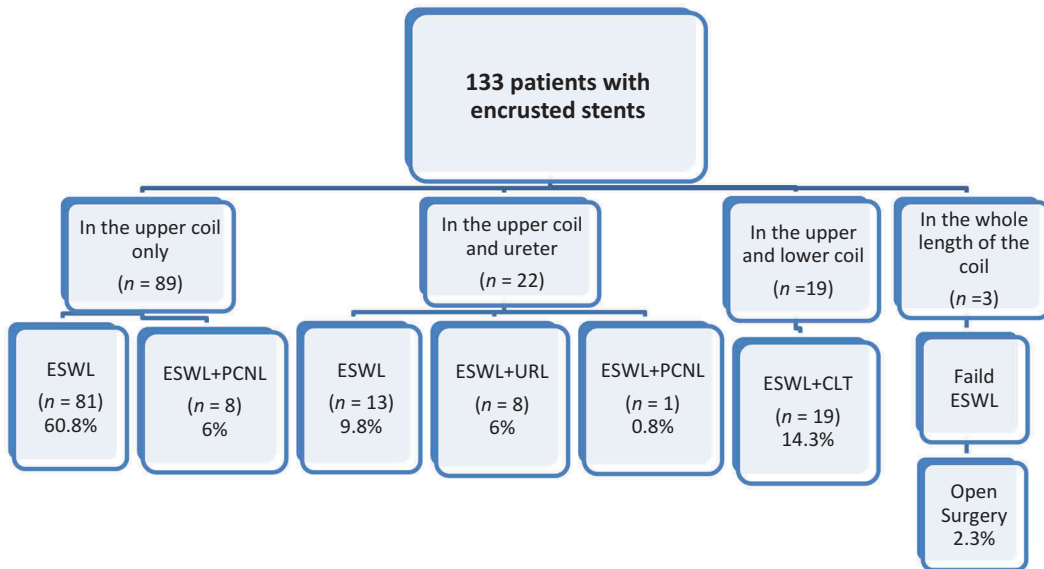 133 patients with
encrusted stents
In the upper coil
only
(n = 89)
In the upper coil
and ureter
(n = 22)
In the upper
and lower coil
(n =19)
In the whole
length of the
coil
(n =3)
ESWL
(n = 81)
60.8%
ESWL+PCNL
(n = 8)
6%
ESWL
(n = 13)
9.8%
ESWL+URL
(n = 8)
6%
ESWL+PCNL
(n = 1)
0.8%
ESWL+CLT
(n = 19)
14.3%
Faild
ESWL
Open
Surgery
2.3%